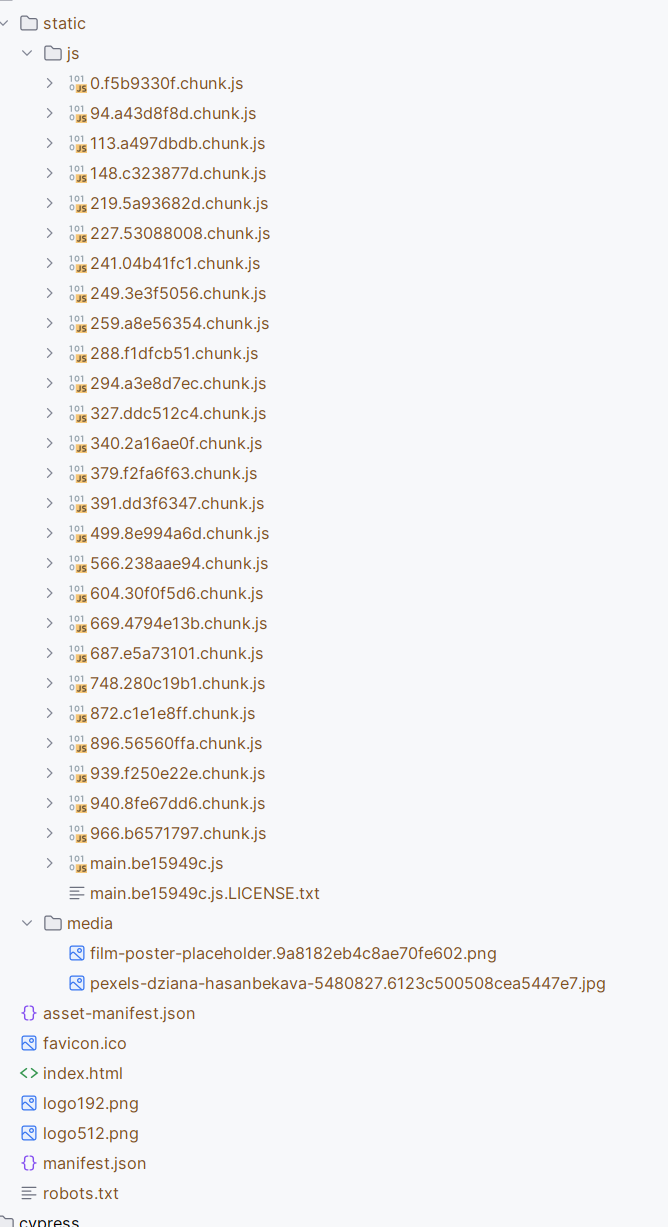 static
js
0.f5b9330f.chunk.js
94.a43d8f8d.chunk.js
113.a497dbdb.chunk.js
148.c323877d.chunk.js
219.5a93682d.chunk.js
227.53088008.chunk.js
241.04b41fc1.chunk.js
249.3e3f5056.chunk.js
259.a8e56354.chunk.js
288.f1dfcb51.chunk.js
294.a3e8d7ec.chunk.js
327.ddc512c4.chunk.js
340.2a16ae0f.chunk.js
379.f2fa6f63.chunk.js
391.dd3f6347.chunk.js
499.8e994a6d.chunk.js
566.238aae94.chunk.js
604.30f0f5d6.chunk.js
669.4794e13b.chunk.js
687.e5a73101.chunk.js
748.280c19b1.chunk.js
872.c1e1e8ff.chunk.js
896.56560ffa.chunk.js
939.f250e22e.chunk.js
940.8fe67dd6.chunk.js
966.b6571797.chunk.js
main.be15949c.js
main.be15949c.js.LICENSE.txt
media
film-poster-placeholder.9a8182eb4c8ae70fe602.png
pexels-dziana-hasanbekava-5480827.6123c500508cea5447e7.jpg
asset-manifest.json
favicon.ico
index.html
logo192.png
logo512.png
manifest.json
robots.txt
cypress